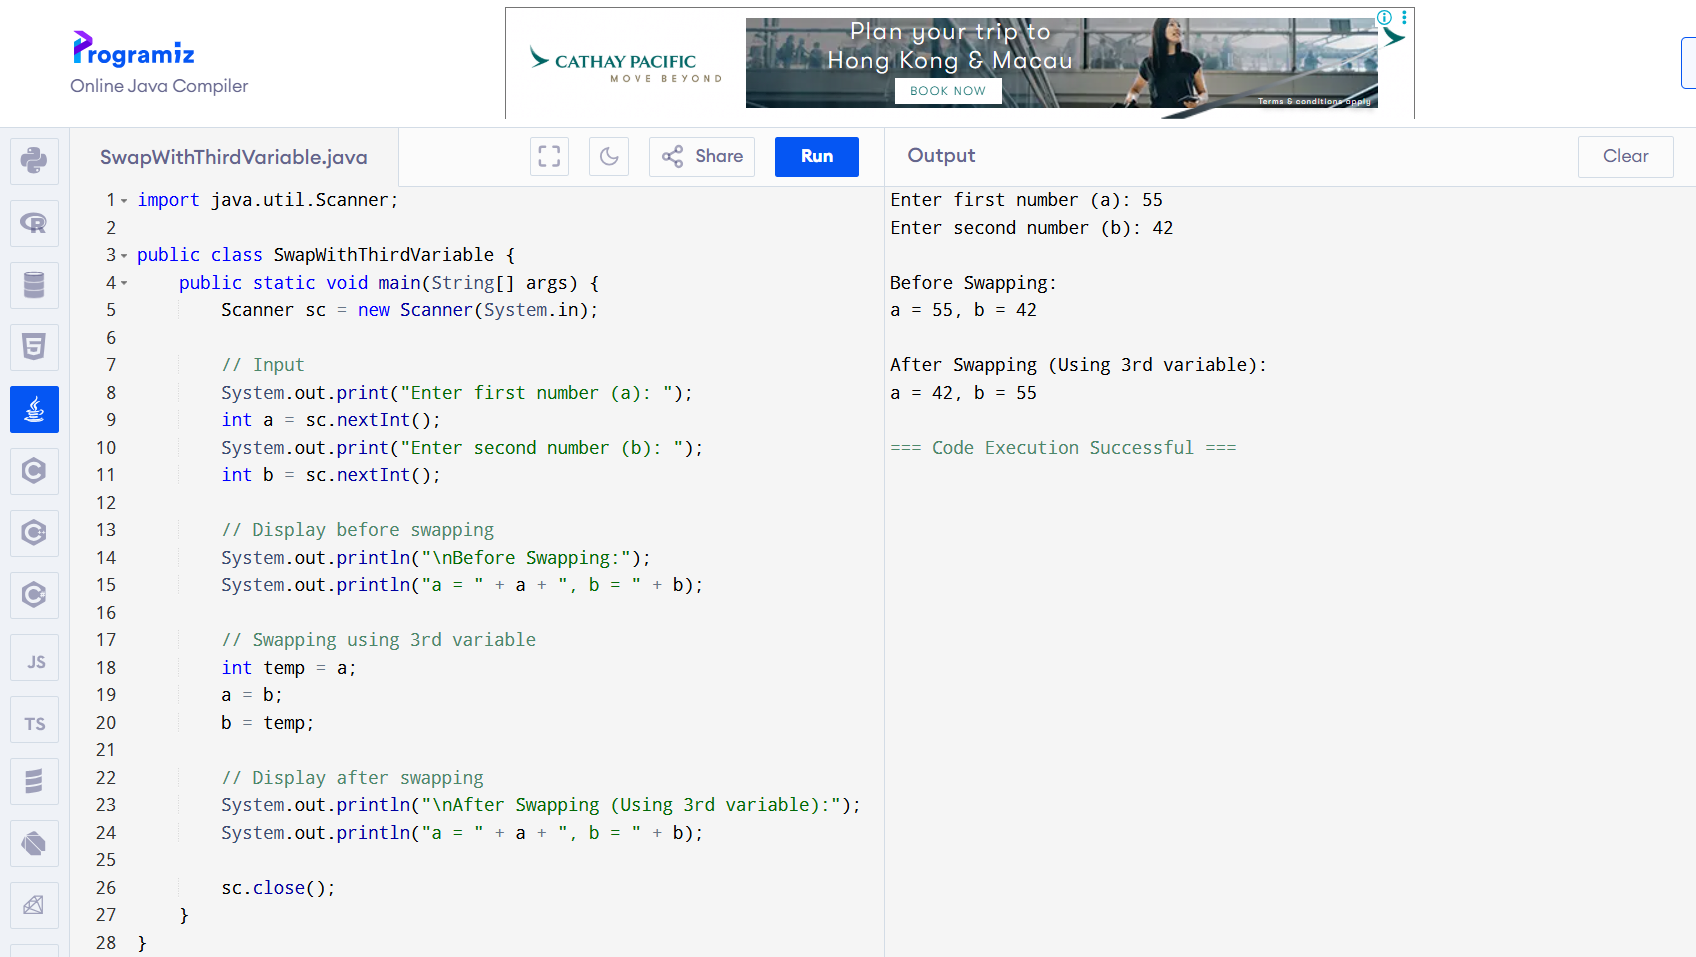 Programiz
Online Java Compiler
CATHAY PACIFIC
MOVE BEYOND
Plan your trip to
Hong Kong & Macau
BOOK NOW
Terms & conditions apply
SwapWithThirdVariable.java
Share
Run
Output
Clear
JS
TS
1 import java.util.Scanner;
2
3 public class SwapWithThirdVariable {
4     public static void main(String[] args) {
5         Scanner sc = new Scanner(System.in);
6
7         // Input
8         System.out.print("Enter first number (a): ");
9         int a = sc.nextInt();
10         System.out.print("Enter second number (b): ");
11         int b = sc.nextInt();
12
13         // Display before swapping
14         System.out.println("\nBefore Swapping:");
15         System.out.println("a = " + a + ", b = " + b);
16
17         // Swapping using 3rd variable
18         int temp = a;
19         a = b;
20         b = temp;
21
22         // Display after swapping
23         System.out.println("\nAfter Swapping (Using 3rd variable):");
24         System.out.println("a = " + a + ", b = " + b);
25
26         sc.close();
27     }
28 }
Enter first number (a): 55
Enter second number (b): 42
Before Swapping:
a = 55, b = 42
After Swapping (Using 3rd variable):
a = 42, b = 55
=== Code Execution Successful ===